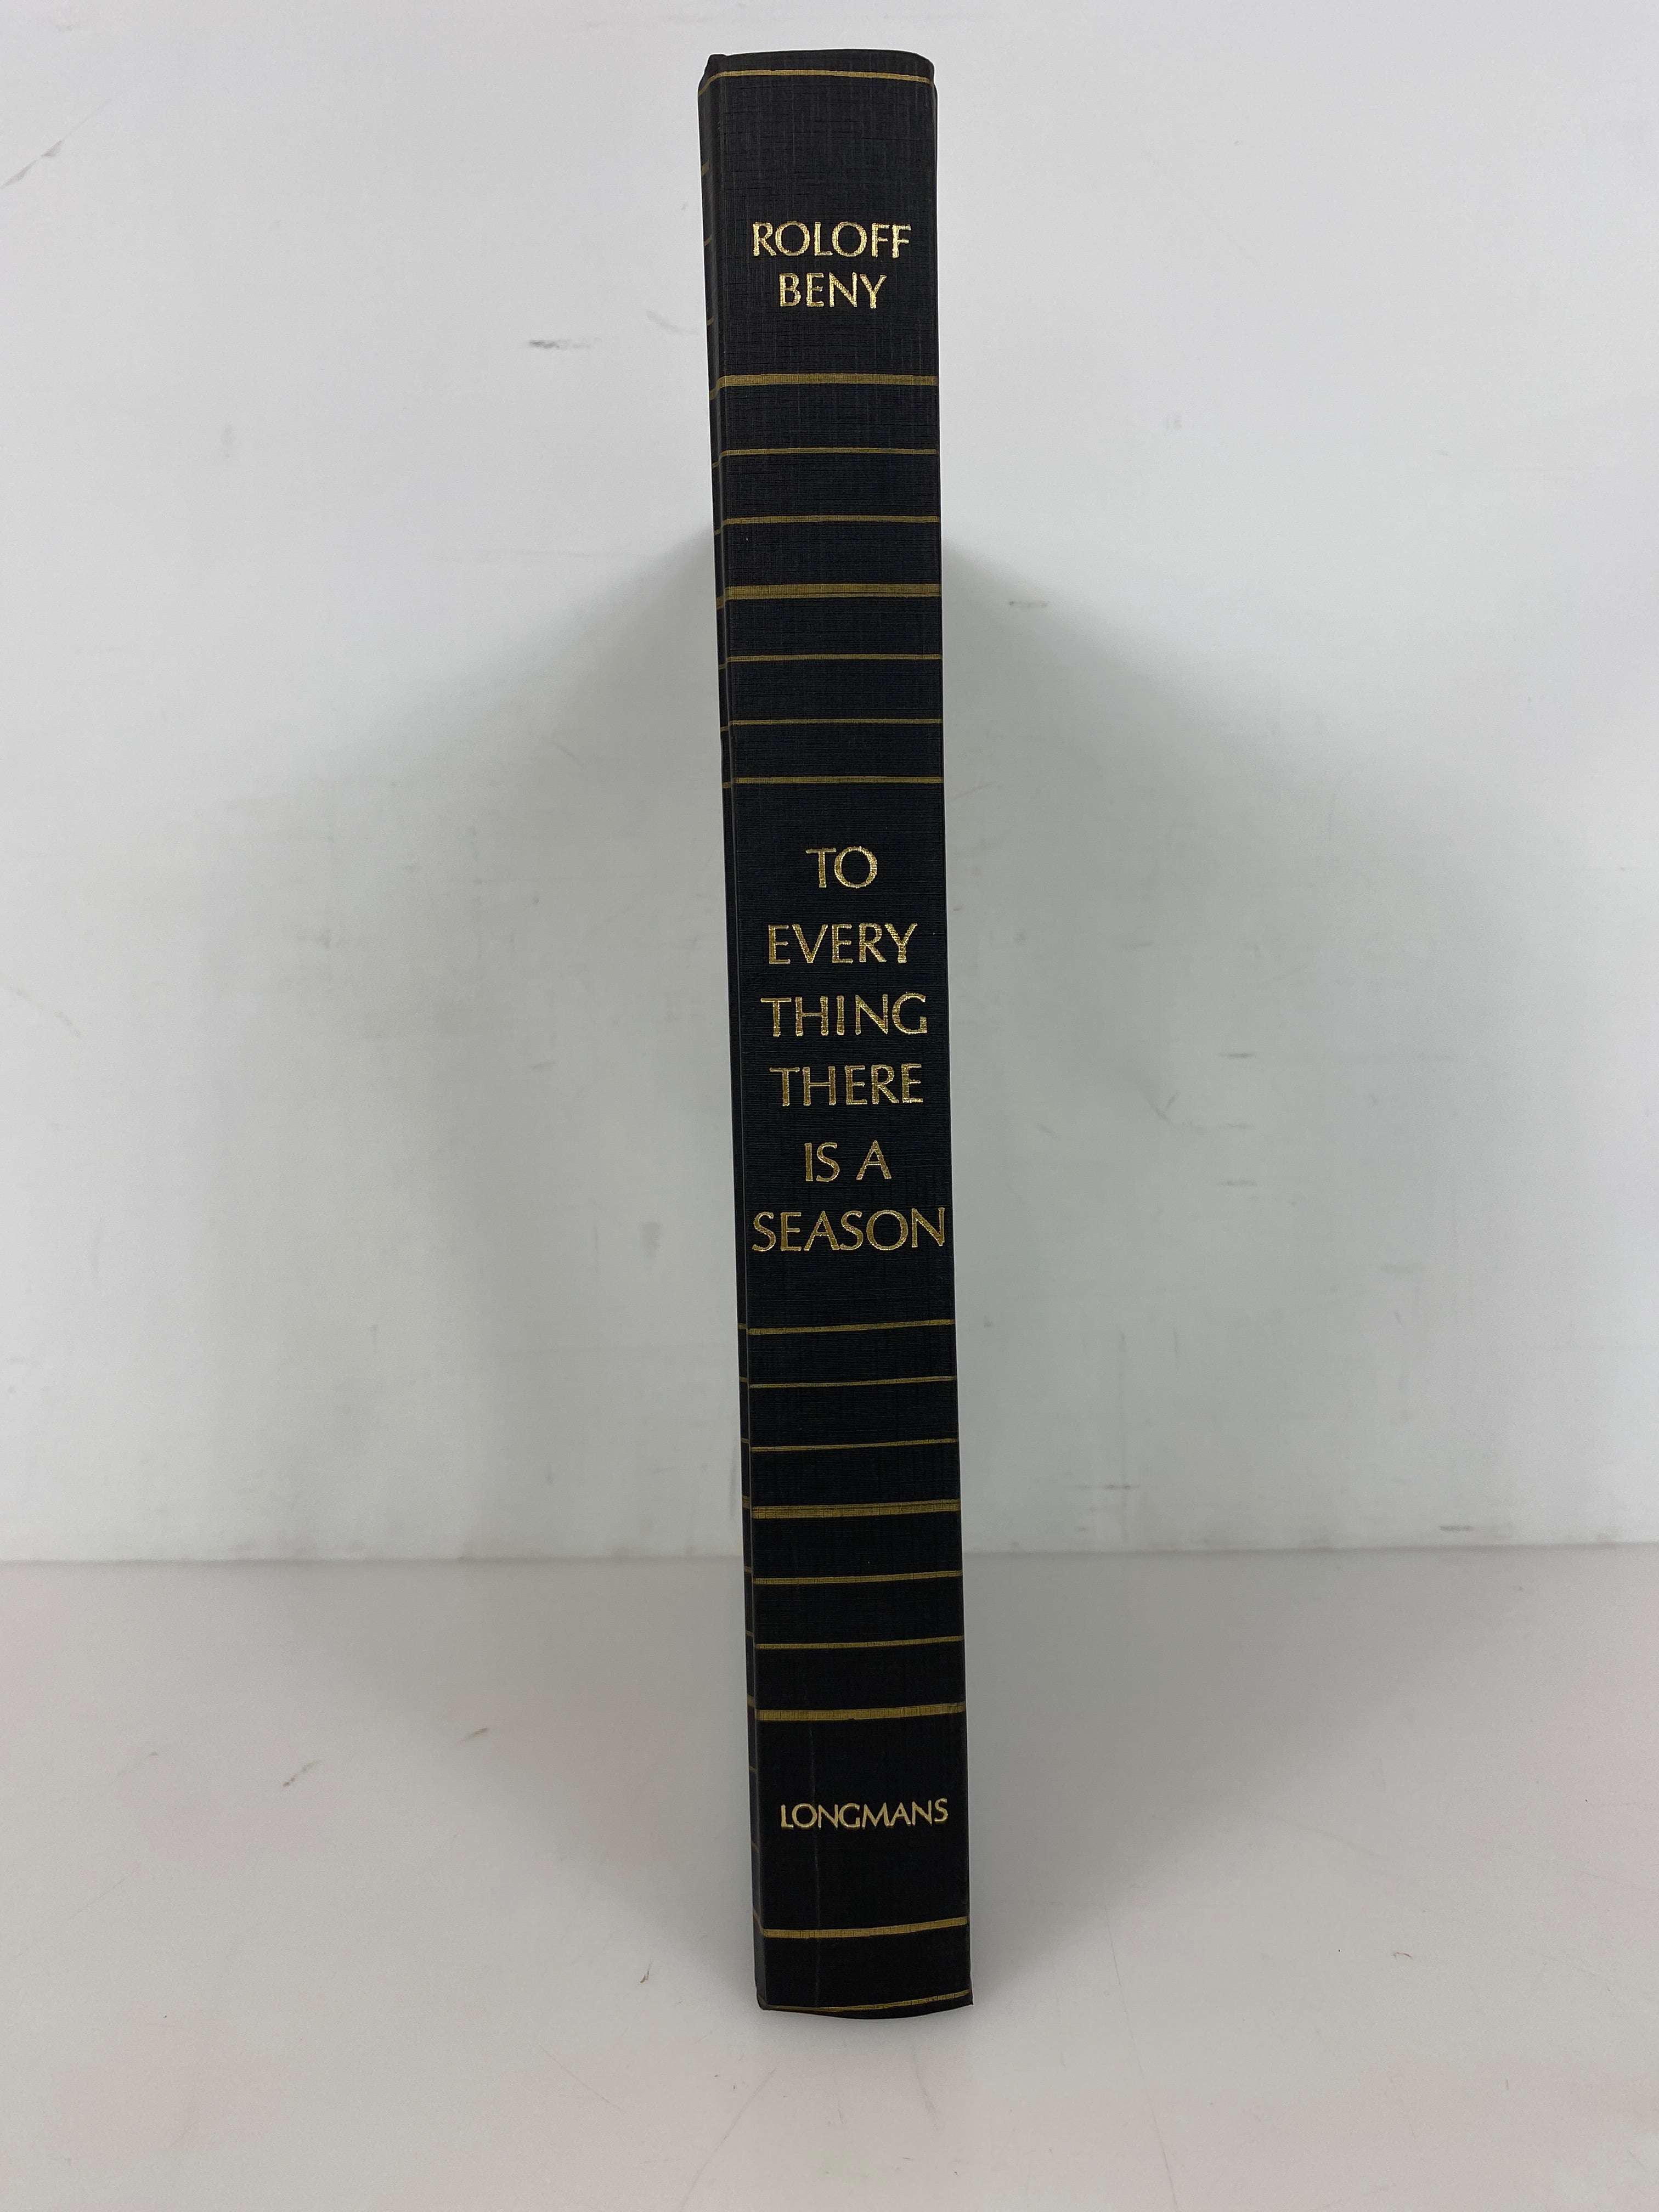 ROLOFF
BENY
TO
EVERY
THING
THERE
IS A
SEASON
LONGMANS